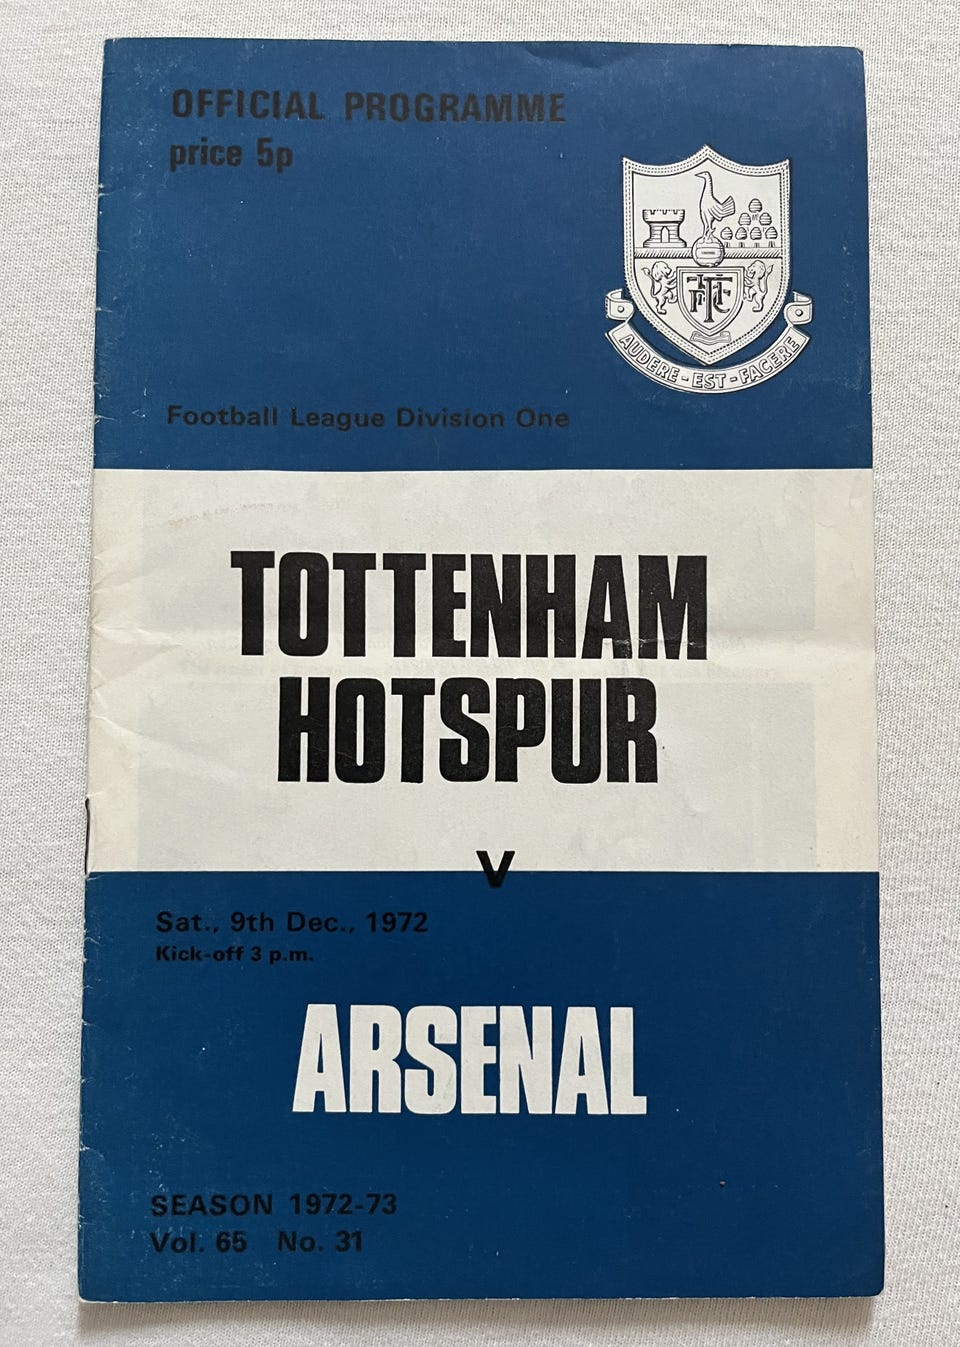 OFFICIAL PROGRAMME
price 5p
AUDERE - EST - FACERE
Football League Division One
TOTTENHAM
HOTSPUR
V
Sat., 9th Dec., 1972
Kick-off 3 p.m.
ARSENAL
SEASON 1972-73
Vol. 65 No. 31